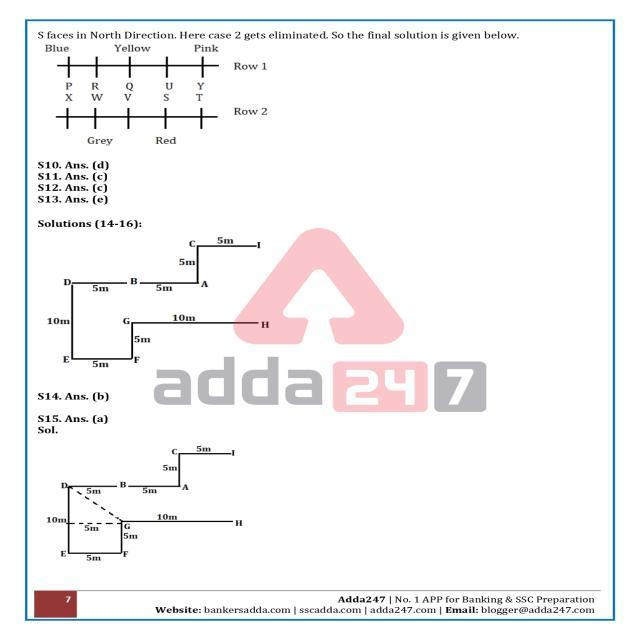 S faces in North Direction. Here case 2 gets eliminated. So the final solution is given below.
Blue Yellow Pink
Row 1
P R Q U Y
X W V S T
Row 2
Grey Red
S10. Ans. (d)
S11. Ans. (c)
S12. Ans. (c)
S13. Ans. (e)
Solutions (14-16):
C 5m I
5m
D 5m B 5m A
10m G 10m H
5m
E 5m F
adda 24 7
S14. Ans. (b)
S15. Ans. (a)
Sol.
C 5m I
5m
D 5m B 5m A
10m 5m G 10m H
5m
E 5m F
7
Adda247 | No. 1 APP for Banking & SSC Preparation
Website: bankersadda.com | sscadda.com | adda247.com | Email: blogger@adda247.com